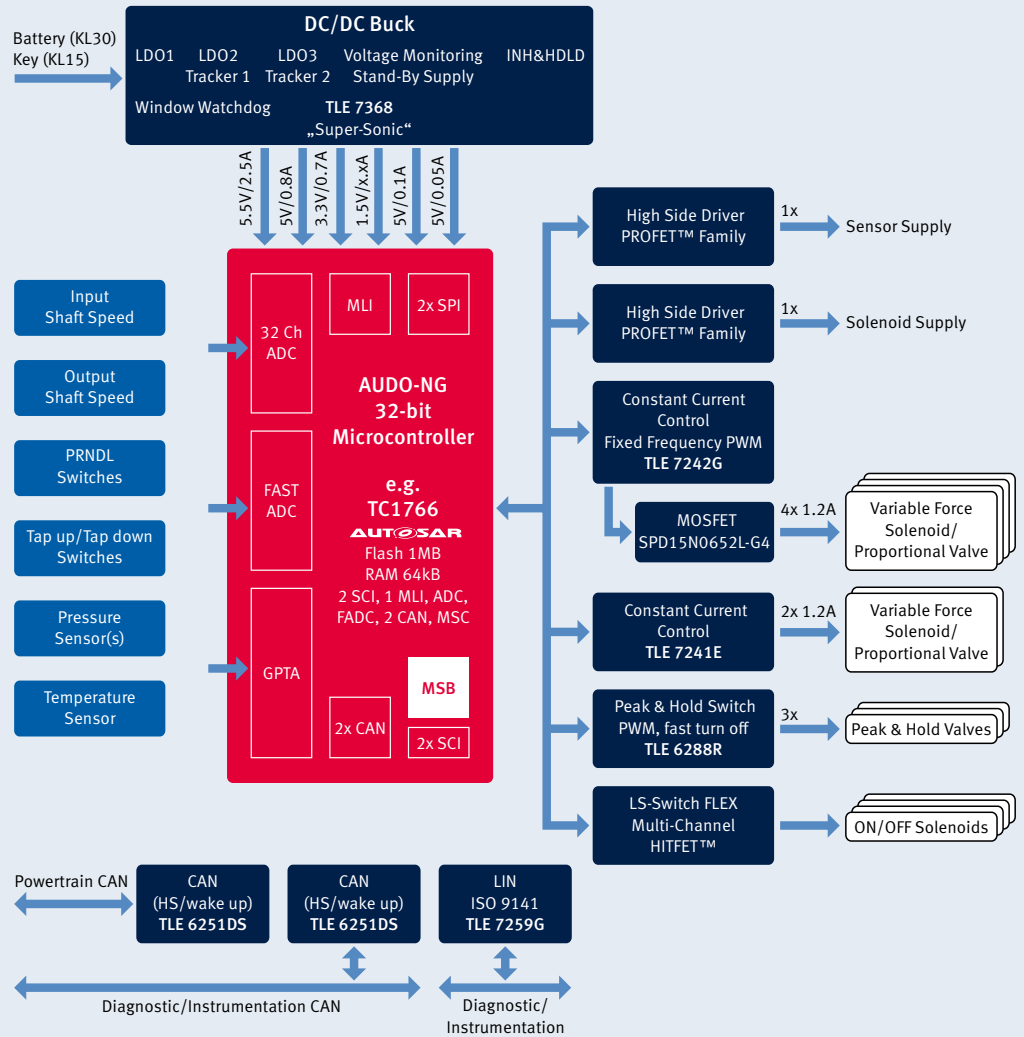 DC/DC Buck
Battery (KL30)
Key (KL15)
LDO1 LDO2 LDO3 Voltage Monitoring INH&HDLD
Tracker 1 Tracker 2 Stand-By Supply
Window Watchdog TLE 7368
„Super-Sonic“
5.5V/2.5A
5V/0.8A
3.3V/0.7A
1.5V/x.xA
5V/0.1A
5V/0.05A
Input
Shaft Speed
Output
Shaft Speed
PRNDL
Switches
Tap up/Tap down
Switches
Pressure
Sensor(s)
Temperature
Sensor
32 Ch
ADC
MLI
2x SPI
FAST
ADC
GPTA
AUDO-NG
32-bit
Microcontroller
e.g.
TC1766
AUTOSAR
Flash 1MB
RAM 64kB
2 SCI, 1 MLI, ADC,
FADC, 2 CAN, MSC
MSB
2x CAN
2x SCI
High Side Driver
PROFET™ Family
1x
Sensor Supply
High Side Driver
PROFET™ Family
1x
Solenoid Supply
Constant Current
Control
Fixed Frequency PWM
TLE 7242G
MOSFET
SPD15N0652L-G4
4x 1.2A
Variable Force
Solenoid/
Proportional Valve
Constant Current
Control
TLE 7241E
2x 1.2A
Variable Force
Solenoid/
Proportional Valve
Peak & Hold Switch
PWM, fast turn off
TLE 6288R
3x
Peak & Hold Valves
LS-Switch FLEX
Multi-Channel
HITFET™
ON/OFF Solenoids
Powertrain CAN
CAN
(HS/wake up)
TLE 6251DS
CAN
(HS/wake up)
TLE 6251DS
LIN
ISO 9141
TLE 7259G
Diagnostic/Instrumentation CAN
Diagnostic/
Instrumentation